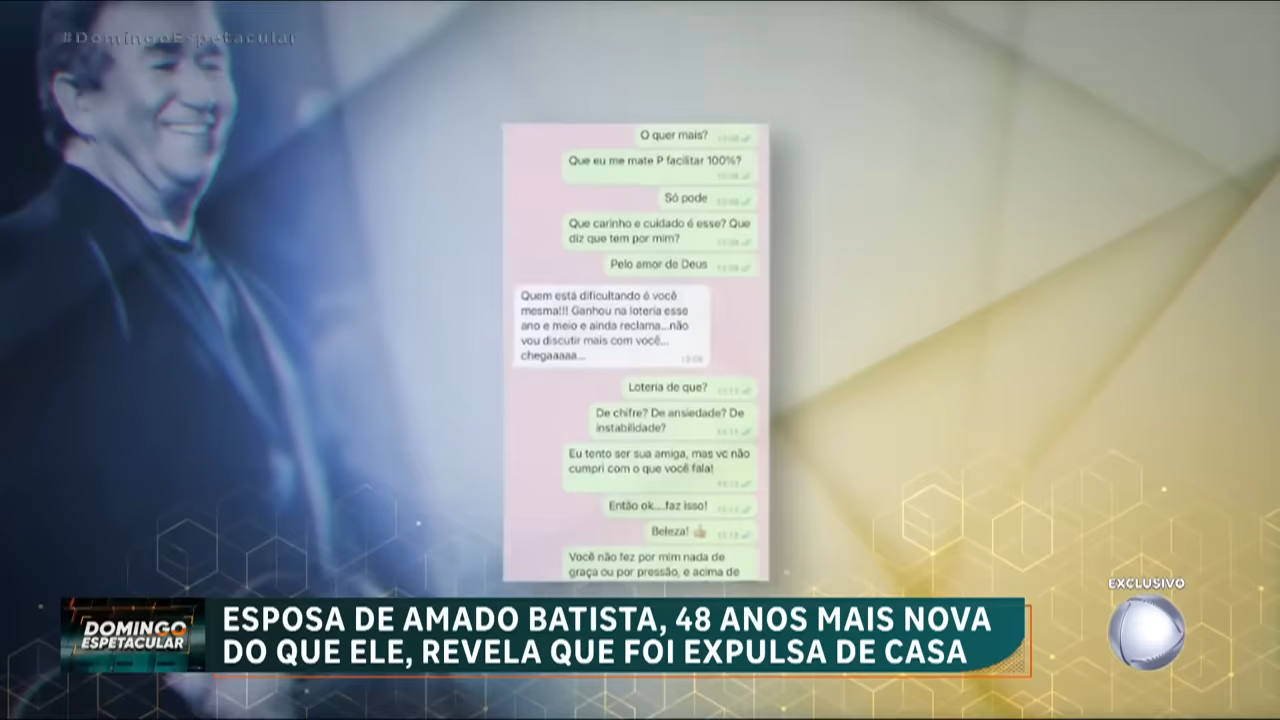 #DomingoEspetacular
O quer mais?
Que eu me mate P facilitar 100%?
Só pode
Que carinho e cuidado é esse? Que
diz que tem por mim?
Pelo amor de Deus
Quem está dificultando é você
mesma!!! Ganhou na loteria esse
ano e meio e ainda reclama...não
vou discutir mais com você...
chegaaaaa...
Loteria de que?
De chifre? De ansiedade? De
instabilidade?
Eu tento ser sua amiga, mas vc não
cumpri com o que você fala!
Então ok....faz isso!
Beleza! 👍🏻
Você não fez por mim nada de
graça ou por pressão, e acima de
EXCLUSIVO
DOMINGO
ESPETACULAR
ESPOSA DE AMADO BATISTA, 48 ANOS MAIS NOVA
DO QUE ELE, REVELA QUE FOI EXPULSA DE CASA